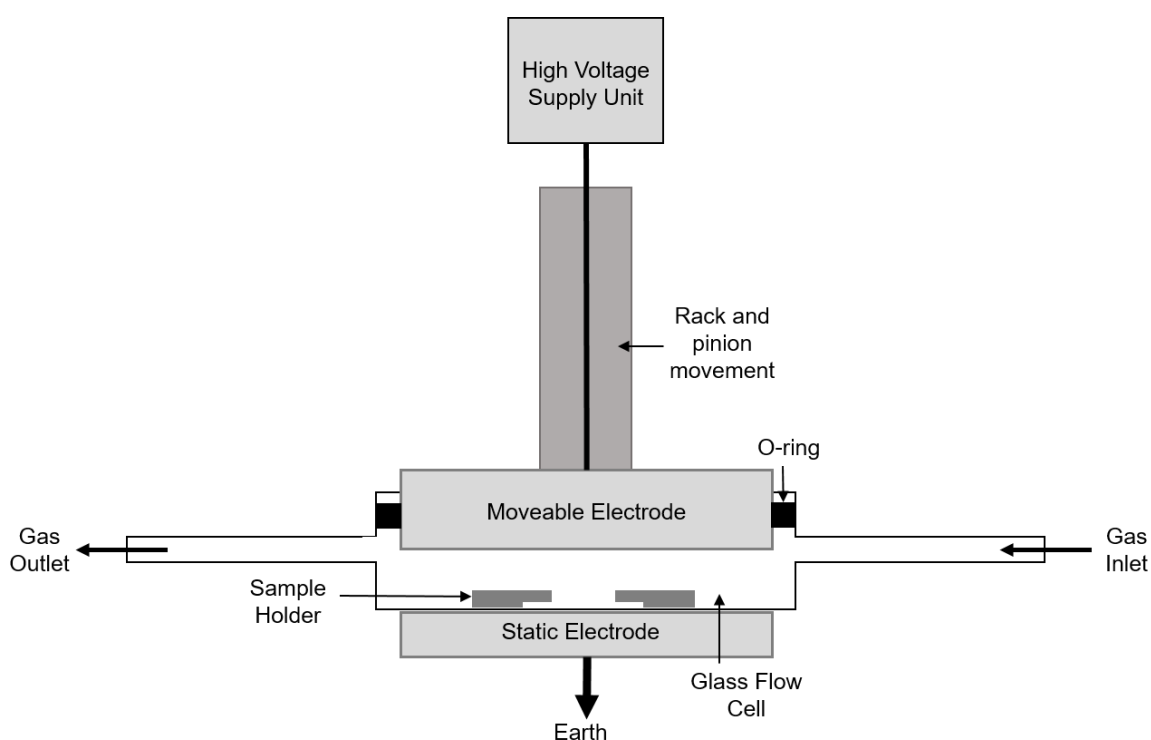 High Voltage
Supply Unit
Rack and
pinion
movement
O-ring
Moveable Electrode
Gas
Outlet
Gas
Inlet
Sample
Holder
Static Electrode
Glass Flow
Cell
Earth